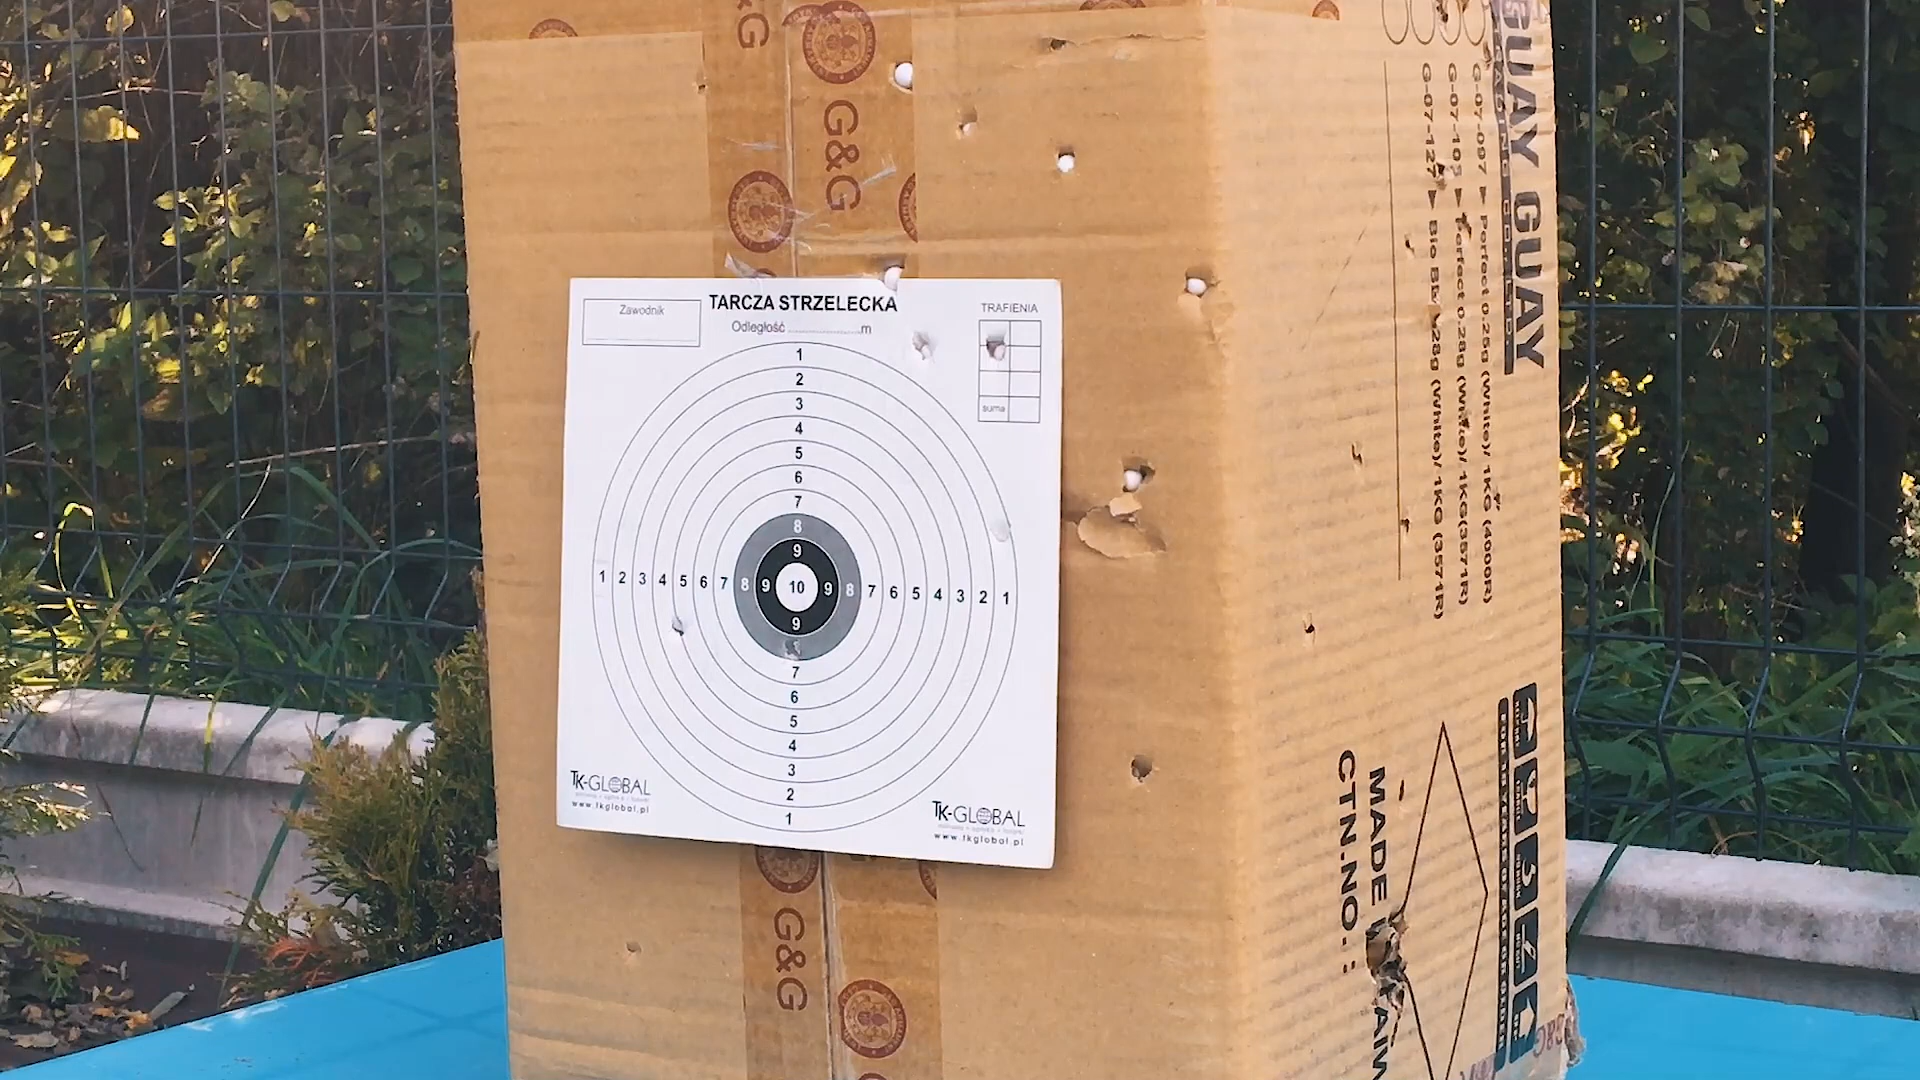 G&G
G&G
Zawodnik
TARCZA STRZELECKA
Odległość ........................m
TRAFIENIA
suma
1
2
3
4
5
6
7
8
9
1 2 3 4 5 6 7 8 9 10 9 8 7 6 5 4 3 2 1
9
7
6
5
4
3
2
1
TK-GLOBAL
www.tkglobal.pl
TK-GLOBAL
www.tkglobal.pl
G&G
GUAY GUAY
G-07-097 ► Perfect 0.25g (White)/ 1KG (4000R)
G-07-103 ► Perfect 0.28g (White)/ 1KG(3571R)
G-07-127 ► Bio BB 0.28g (White)/ 1KG (3571R)
MADE
CTN.NO.: